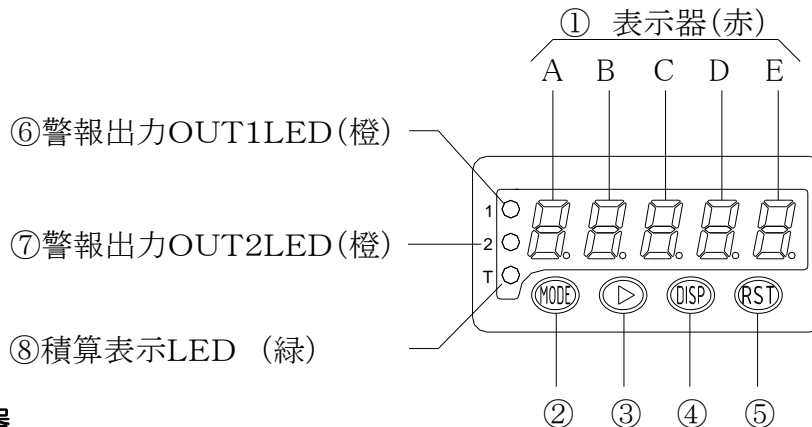 ① 表示器(赤)
A B C D E
⑥警報出力OUT1LED(橙)
1
⑦警報出力OUT2LED(橙)
2
T
MODE ▷ DISP RST
⑧積算表示LED (緑)
② ③ ④ ⑤